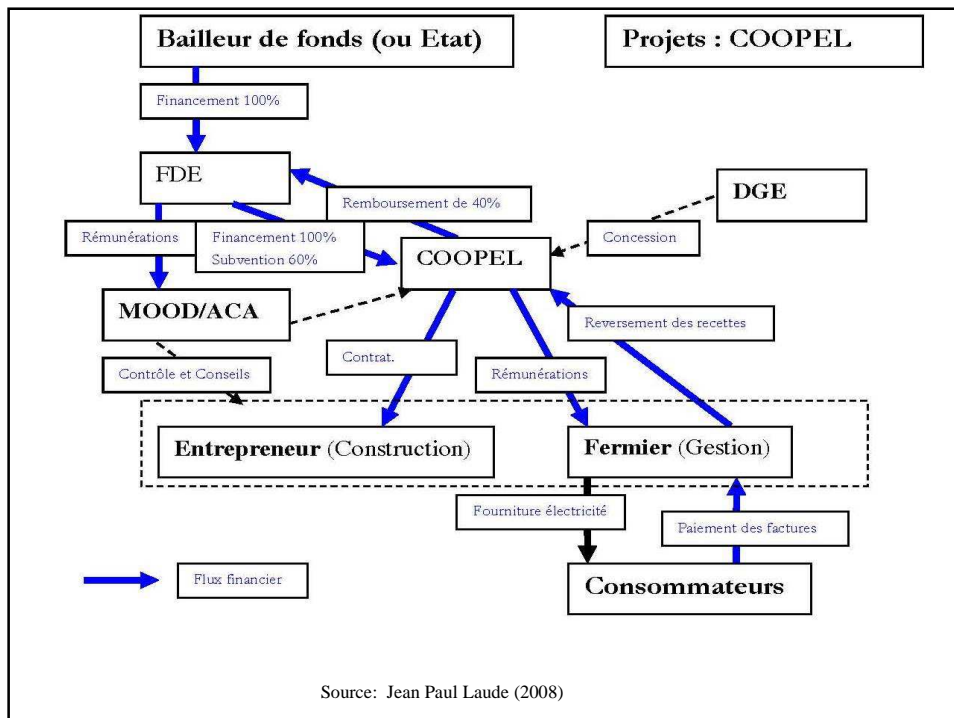 Bailleur de fonds (ou Etat)
Projets : COOPEL
Financement 100%
FDE
Remboursement de 40%
DGE
Rémunérations
Financement 100%
Subvention 60%
Concession
COOPEL
MOOD/ACA
Reversement des recettes
Contrat.
Contrôle et Conseils
Rémunérations
Entrepreneur (Construction)
Fermier (Gestion)
Fourniture électricité
Paiement des factures
Flux financier
Consommateurs
Source: Jean Paul Laude (2008)